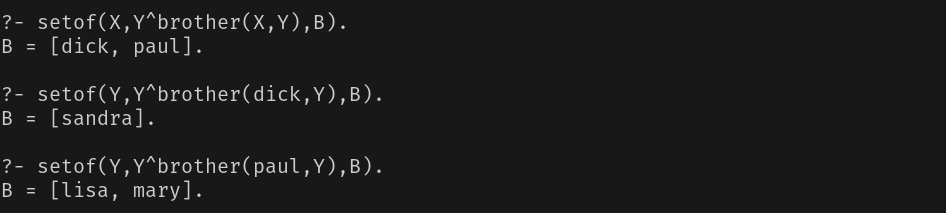 ?- setof(X,Y^brother(X,Y),B).
B = [dick, paul].
?- setof(Y,Y^brother(dick,Y),B).
B = [sandra].
?- setof(Y,Y^brother(paul,Y),B).
B = [lisa, mary].